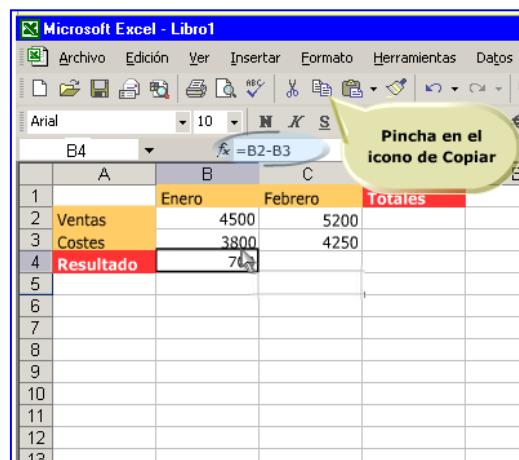 Microsoft Excel - Libro1
Archivo Edición Ver Insertar Formato Herramientas Datos
Arial 10 N K S
B4 fx =B2-B3
Pincha en el
icono de Copiar
A B C
1 Enero Febrero Totales
2 Ventas 4500 5200
3 Costes 3800 4250
4 Resultado
5
6
7
8
9
10
11
12
13